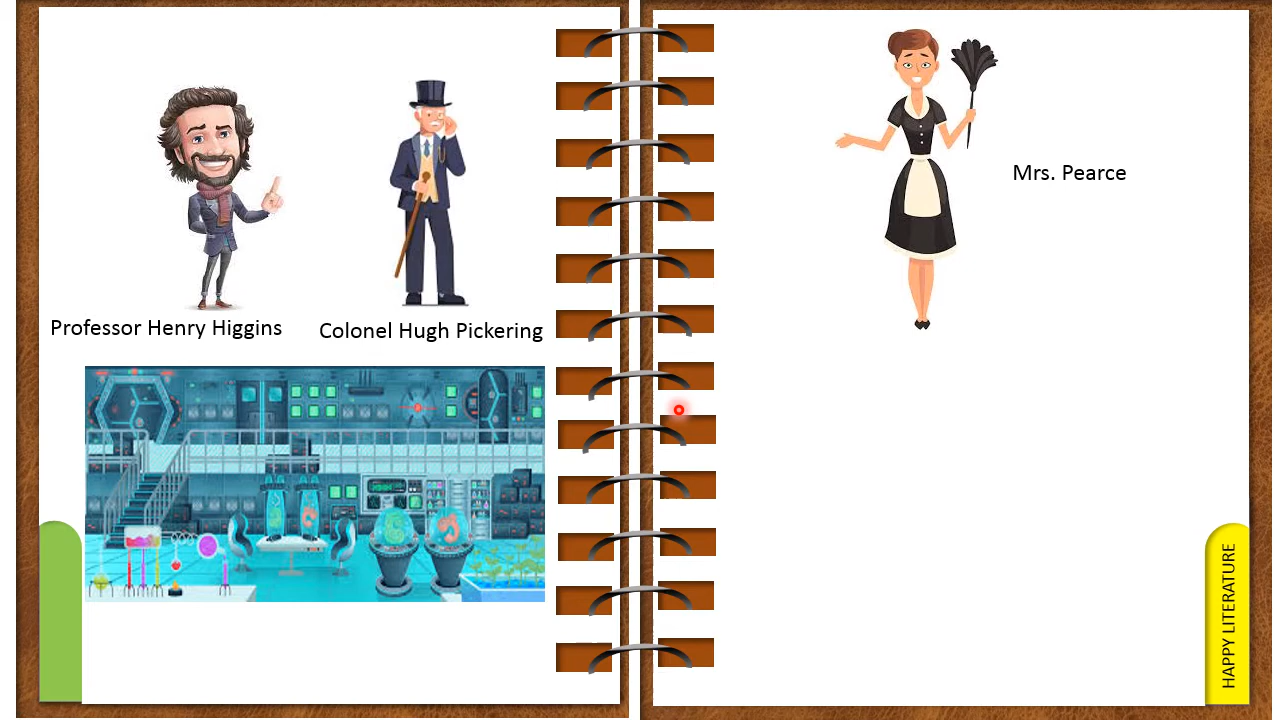 Professor Henry Higgins
Colonel Hugh Pickering
Mrs. Pearce
HAPPY LITERATURE